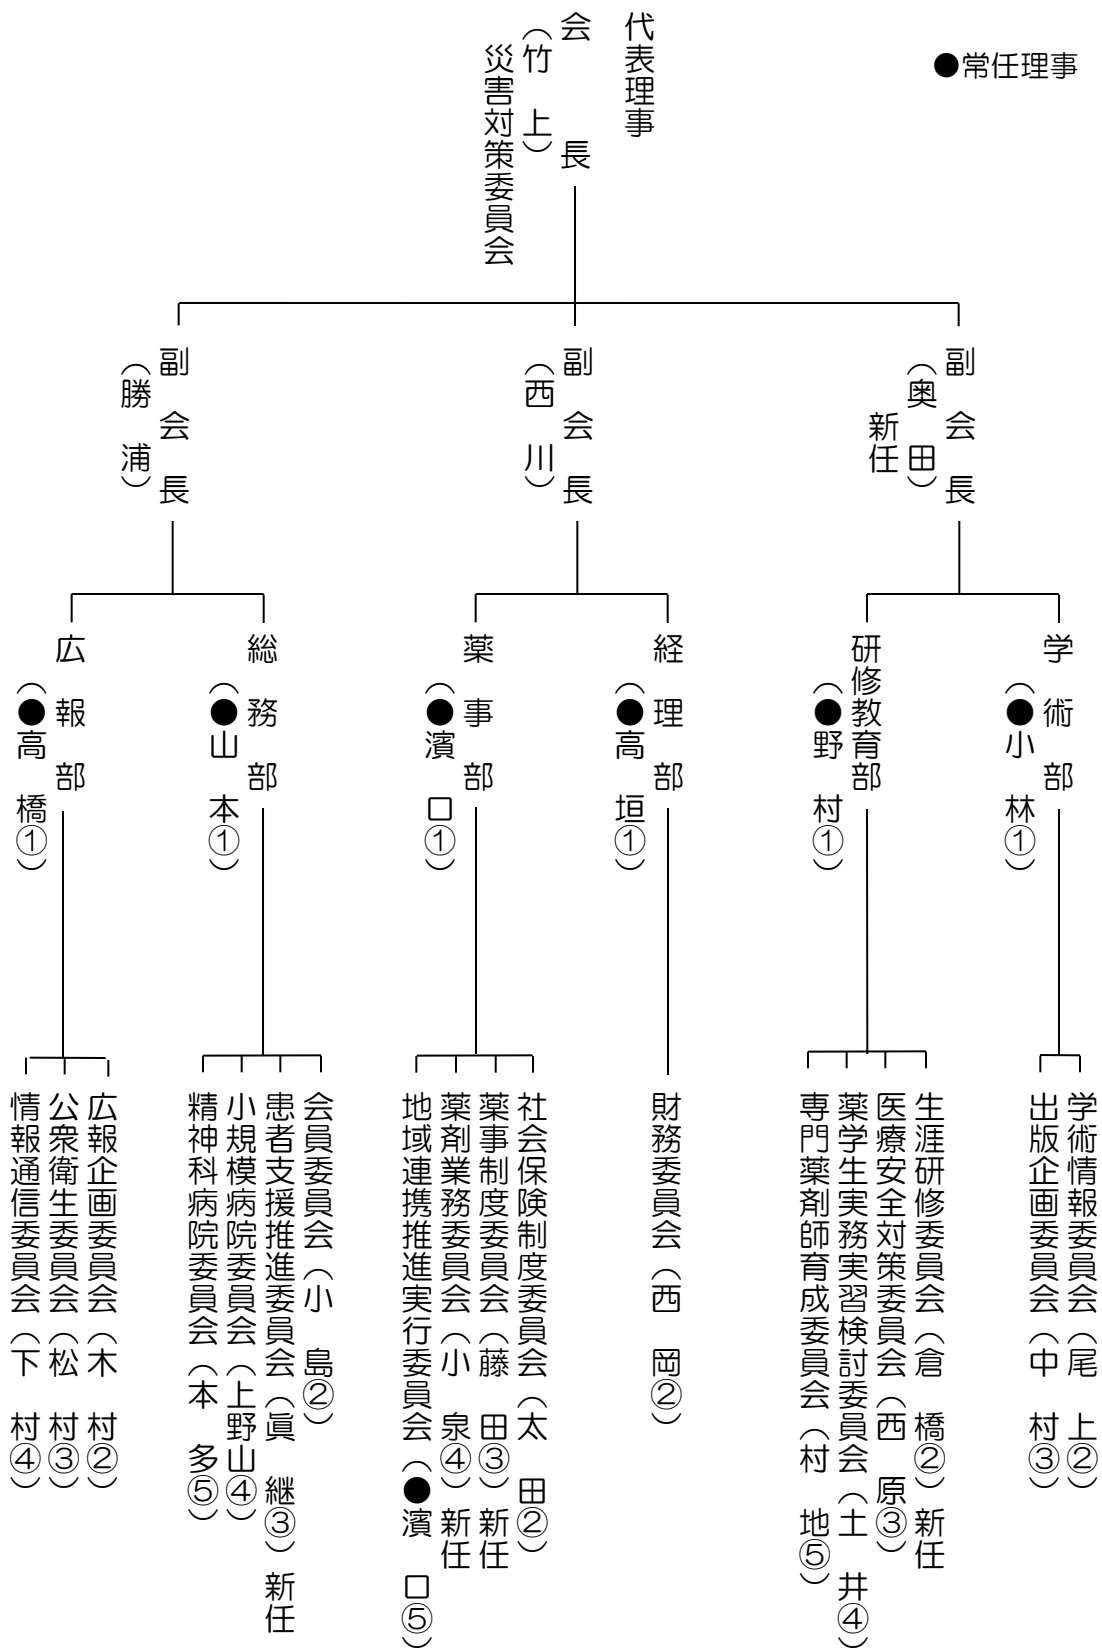 ●常任理事
代表理事
会長
（竹上）
災害対策委員会
副会長
（奥田）
新任
副会長
（西川）
副会長
（勝浦）
学術部
（●小林①）
研修教育部
（●野村①）
経理部
（●高垣①）
薬事部
（●濱口①）
総務部
（●山本①）
広報部
（●高橋①）
学術情報委員会（尾上②）
出版企画委員会（中村③）
生涯研修委員会（倉橋②）新任
医療安全対策委員会（西原③）
薬学生実務実習検討委員会（土井④）
専門薬剤師育成委員会（村地⑤）
財務委員会（西岡②）
社会保険制度委員会（太田②）
薬事制度委員会（藤田③）新任
薬剤業務委員会（小泉④）新任
地域連携推進実行委員会（●濱口⑤）
会員委員会（小島②）
患者支援推進委員会（眞継③）新任
小規模病院委員会（上野山④）
精神科病院委員会（本多⑤）
広報企画委員会（木村②）
公衆衛生委員会（松村③）
情報通信委員会（下村④）